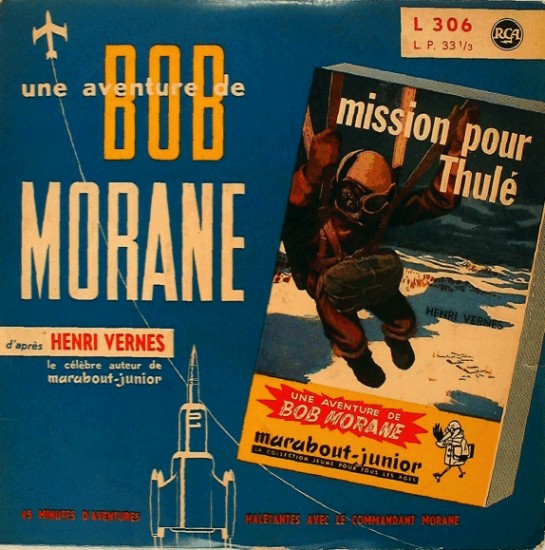 L 306
L. P. 33 1/3
RCA
une aventure de
BOB
MORANE
d'après HENRI VERNES
le célèbre auteur de
marabout-junior
mission pour
Thulé
HENRI VERNES
UNE AVENTURE DE
BOB MORANE
marabout-junior
LA COLLECTION JEUNE POUR TOUS LES AGES
45 MINUTES D'AVENTURES HALETANTES AVEC LE COMMANDANT MORANE